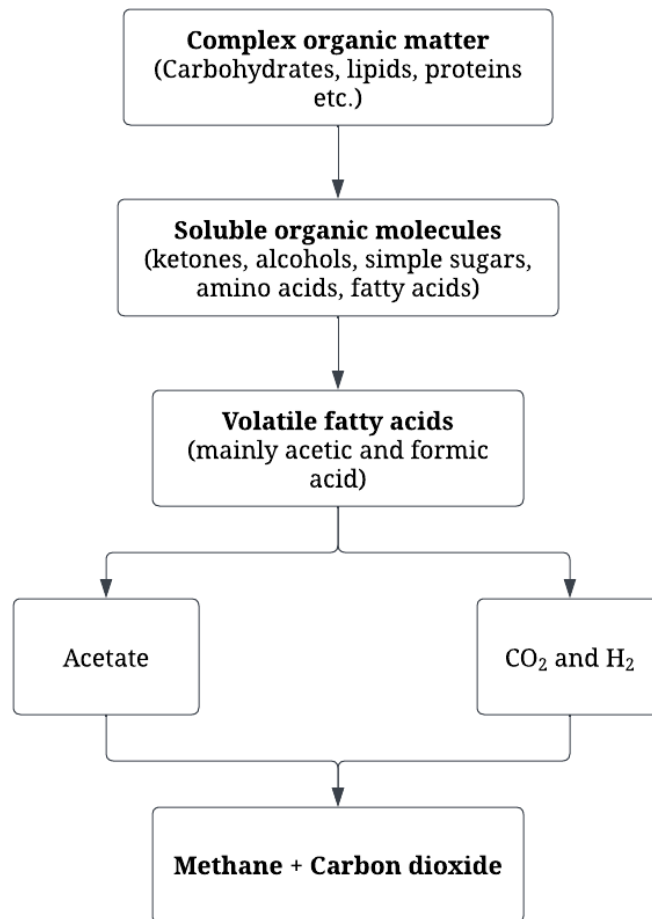 Complex organic matter
(Carbohydrates, lipids, proteins
etc.)
Soluble organic molecules
(ketones, alcohols, simple sugars,
amino acids, fatty acids)
Volatile fatty acids
(mainly acetic and formic
acid)
Acetate
CO₂ and H₂
Methane + Carbon dioxide